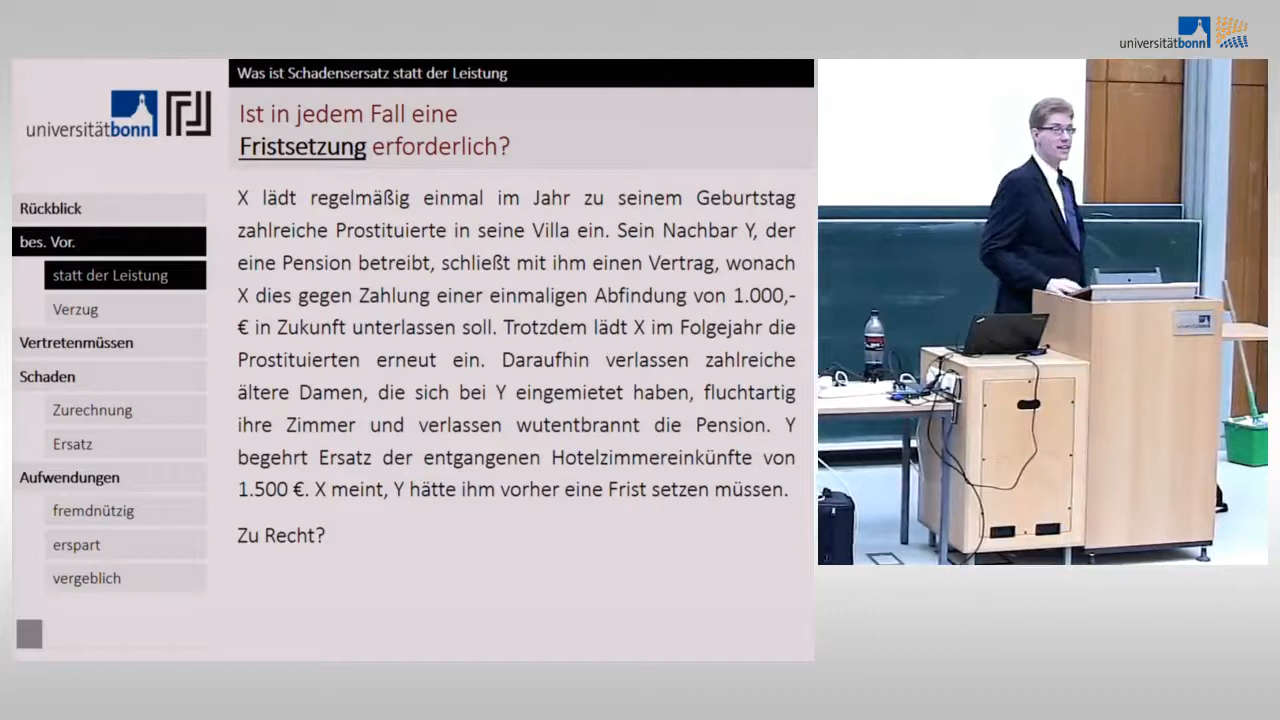 universitätbonn
Was ist Schadensersatz statt der Leistung
universitätbonn
Ist in jedem Fall eine
Fristsetzung erforderlich?
Rückblick
bes. Vor.
statt der Leistung
Verzug
Vertretenmüssen
Schaden
Zurechnung
Ersatz
Aufwendungen
fremdnützig
erspart
vergeblich
X lädt regelmäßig einmal im Jahr zu seinem Geburtstag
zahlreiche Prostituierte in seine Villa ein. Sein Nachbar Y, der
eine Pension betreibt, schließt mit ihm einen Vertrag, wonach
X dies gegen Zahlung einer einmaligen Abfindung von 1.000,-
€ in Zukunft unterlassen soll. Trotzdem lädt X im Folgejahr die
Prostituierten erneut ein. Daraufhin verlassen zahlreiche
ältere Damen, die sich bei Y eingemietet haben, fluchtartig
ihre Zimmer und verlassen wutentbrannt die Pension. Y
begehrt Ersatz der entgangenen Hotelzimmereinkünfte von
1.500 €. X meint, Y hätte ihm vorher eine Frist setzen müssen.
Zu Recht?